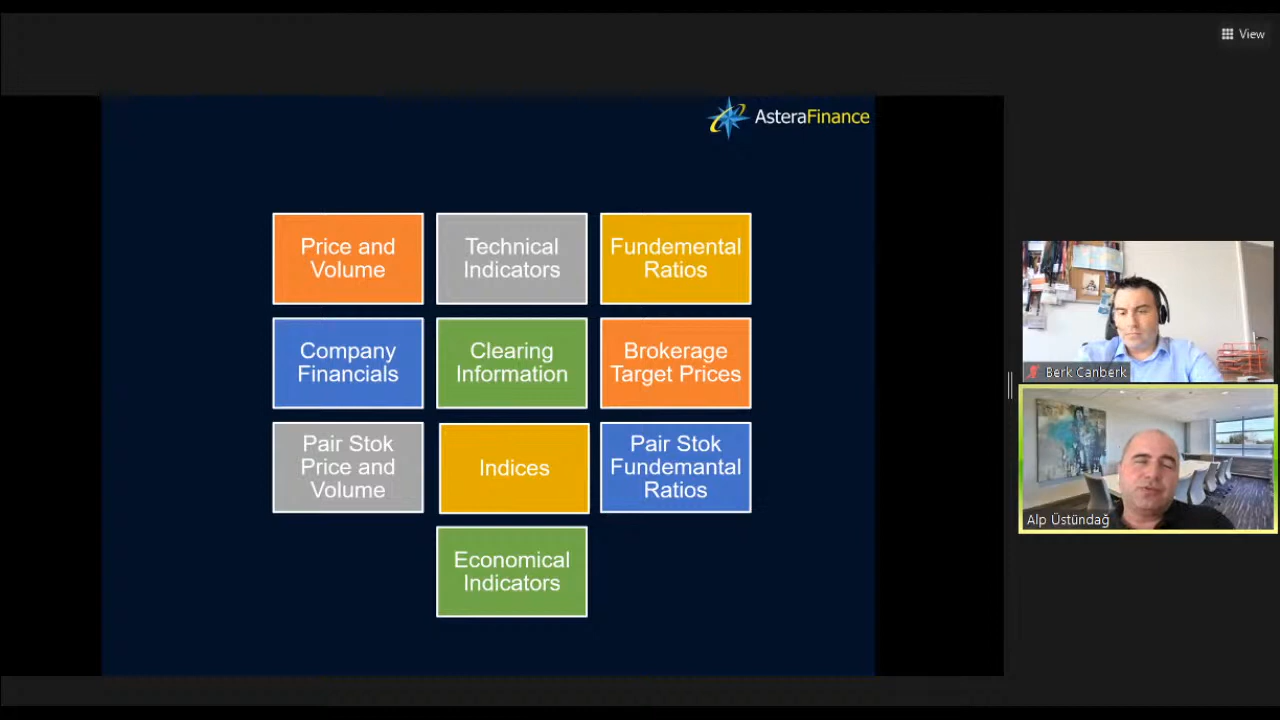 View
AsteraFinance
Price and
Volume
Technical
Indicators
Fundemental
Ratios
Company
Financials
Clearing
Information
Brokerage
Target Prices
Pair Stok
Price and
Volume
Indices
Pair Stok
Fundemantal
Ratios
Economical
Indicators
Berk Canberk
Alp Üstündağ